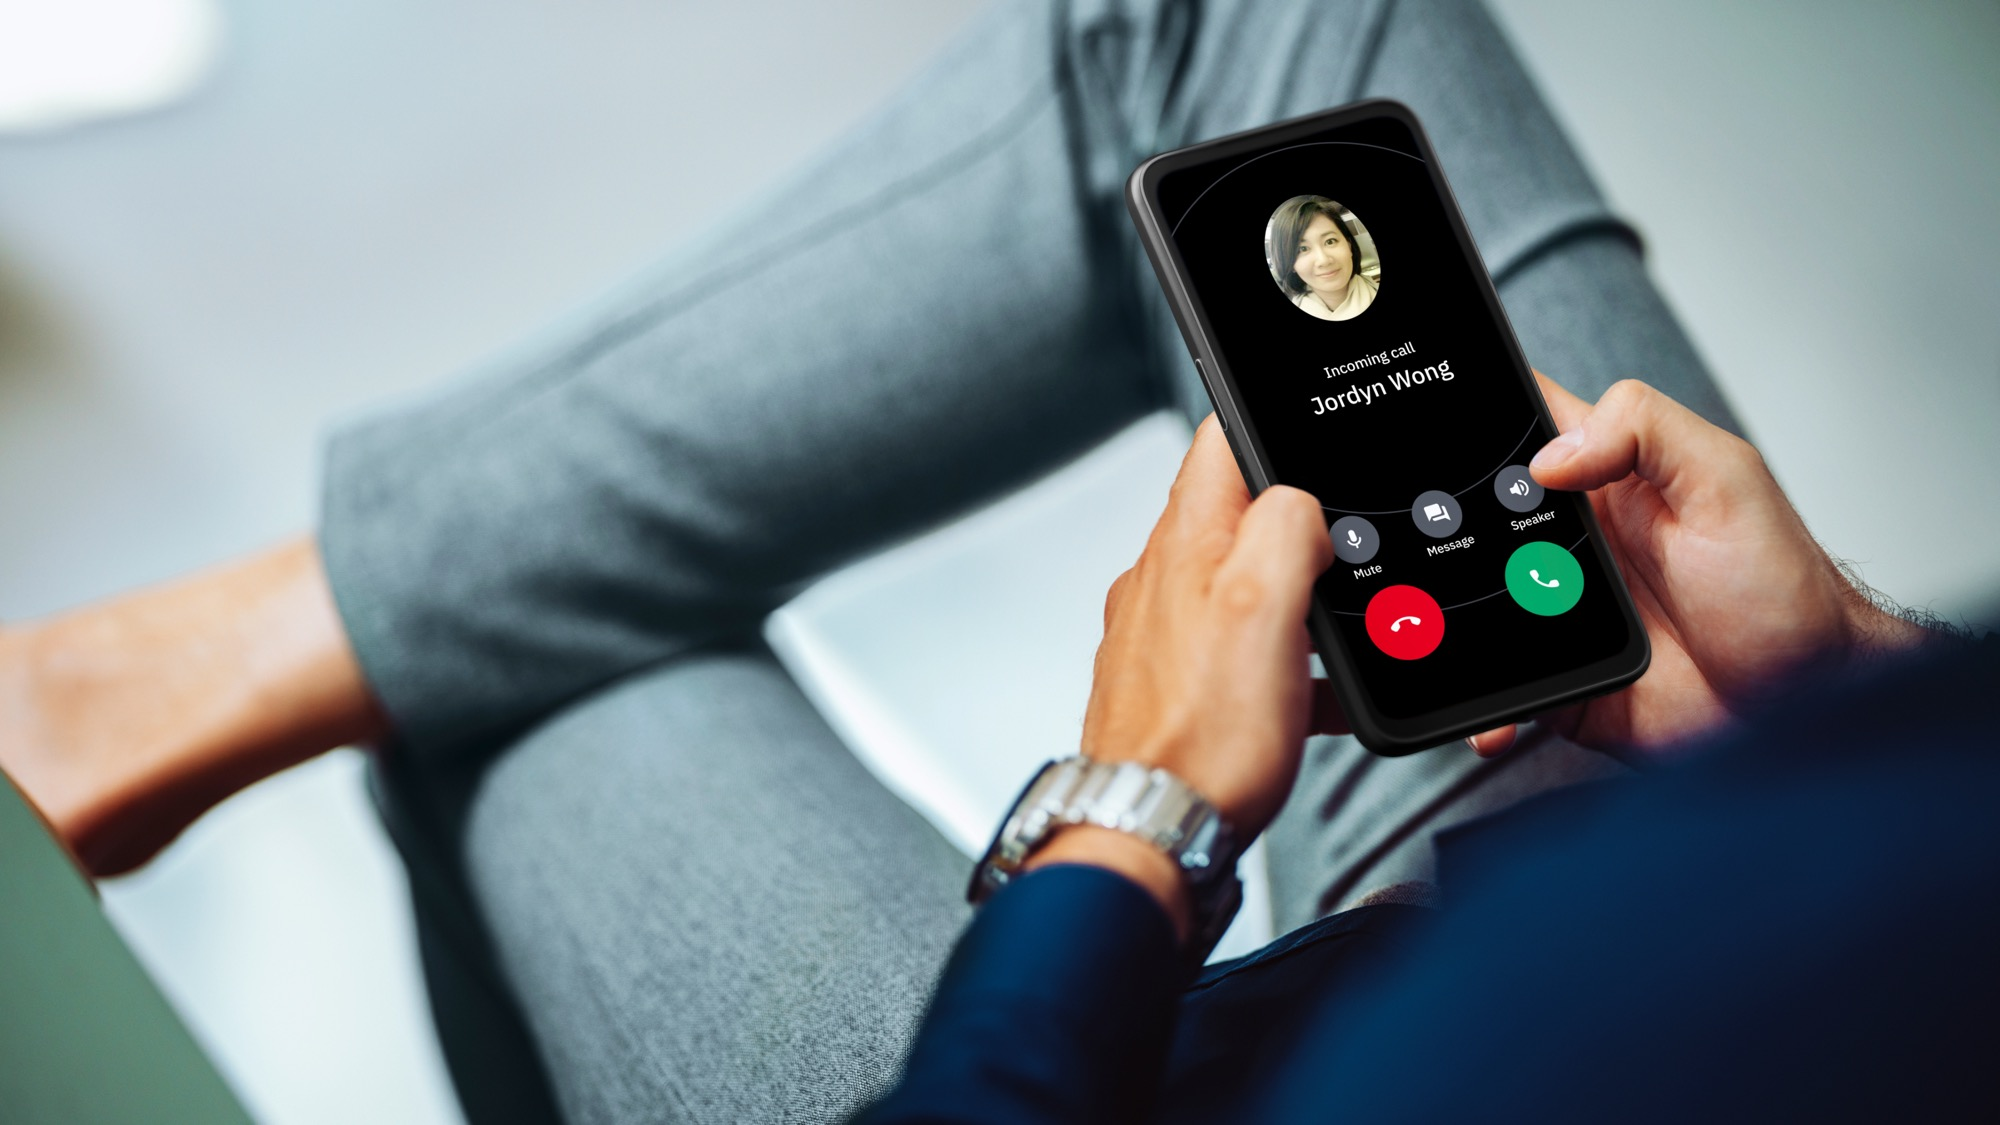 Incoming call
Jordyn Wong
Mute
Message
Speaker